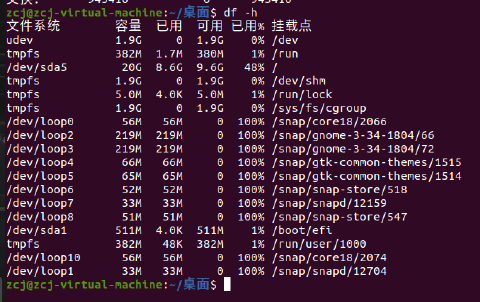 zcj@zcj-virtual-machine:~/桌面$ df -h
文件系统 容量 已用 可用 已用% 挂载点
udev 1.9G 0 1.9G 0% /dev
tmpfs 382M 1.7M 380M 1% /run
/dev/sda5 20G 8.6G 9.6G 48% /
tmpfs 1.9G 0 1.9G 0% /dev/shm
tmpfs 5.0M 4.0K 5.0M 1% /run/lock
tmpfs 1.9G 0 1.9G 0% /sys/fs/cgroup
/dev/loop0 56M 56M 0 100% /snap/core18/2066
/dev/loop2 219M 219M 0 100% /snap/gnome-3-34-1804/66
/dev/loop3 219M 219M 0 100% /snap/gnome-3-34-1804/72
/dev/loop4 66M 66M 0 100% /snap/gtk-common-themes/1515
/dev/loop5 65M 65M 0 100% /snap/gtk-common-themes/1514
/dev/loop6 52M 52M 0 100% /snap/snap-store/518
/dev/loop7 33M 33M 0 100% /snap/snapd/12159
/dev/loop8 51M 51M 0 100% /snap/snap-store/547
/dev/sda1 511M 4.0K 511M 1% /boot/efi
tmpfs 382M 48K 382M 1% /run/user/1000
/dev/loop10 56M 56M 0 100% /snap/core18/2074
/dev/loop1 33M 33M 0 100% /snap/snapd/12704
zcj@zcj-virtual-machine:~/桌面$